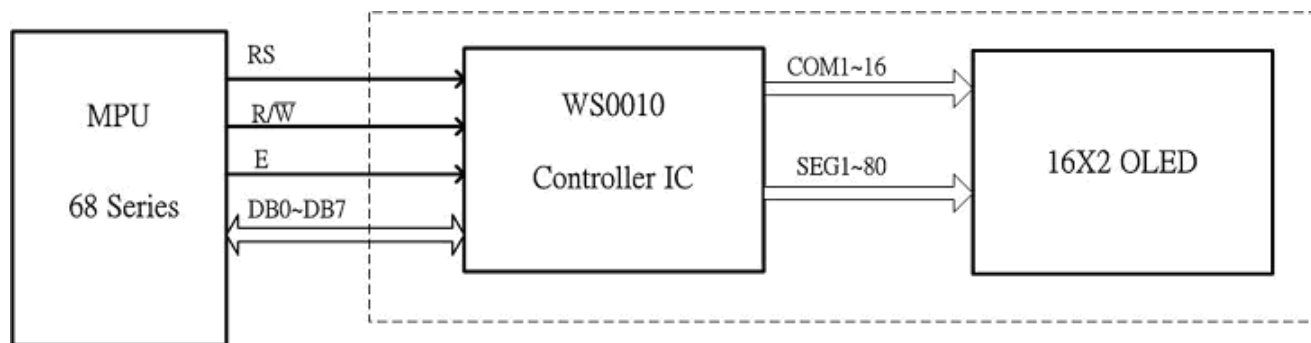 MPU
68 Series
RS
R/W̅
E
DB0~DB7
WS0010
Controller IC
COM1~16
SEG1~80
16X2 OLED